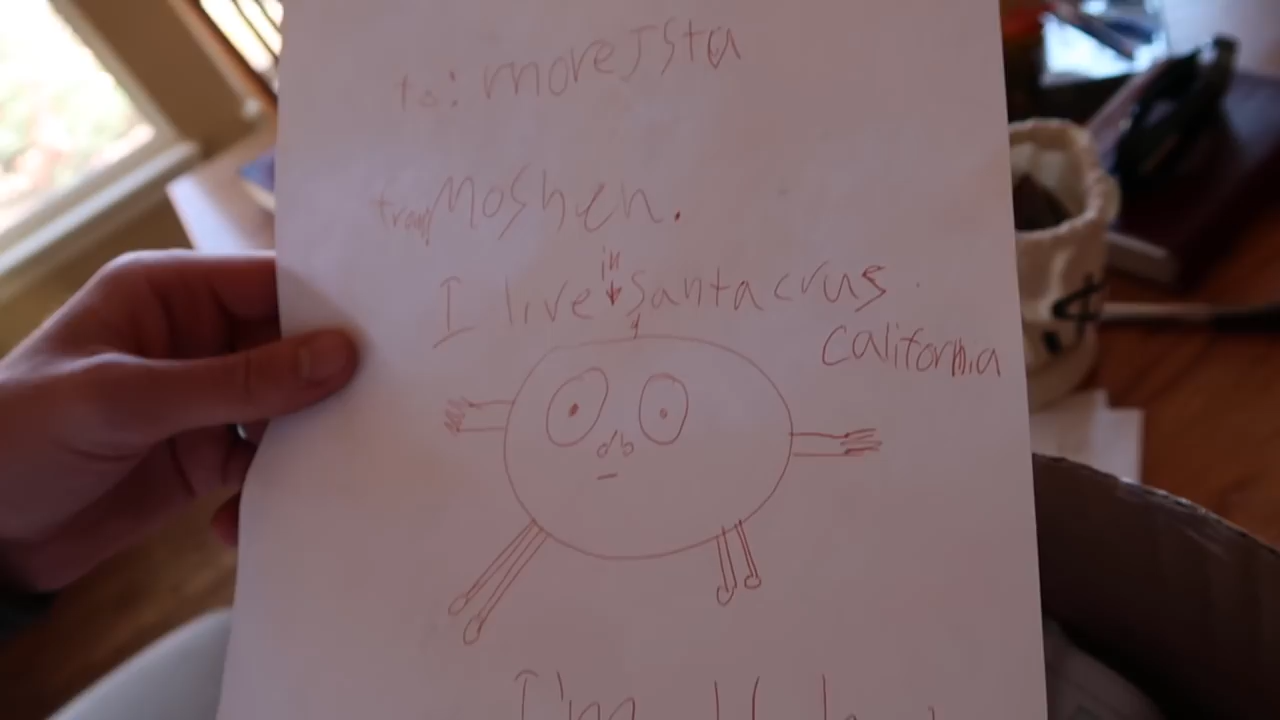 to: moreJsta
from Moshen.
in
I live santacrus.
California
I'm